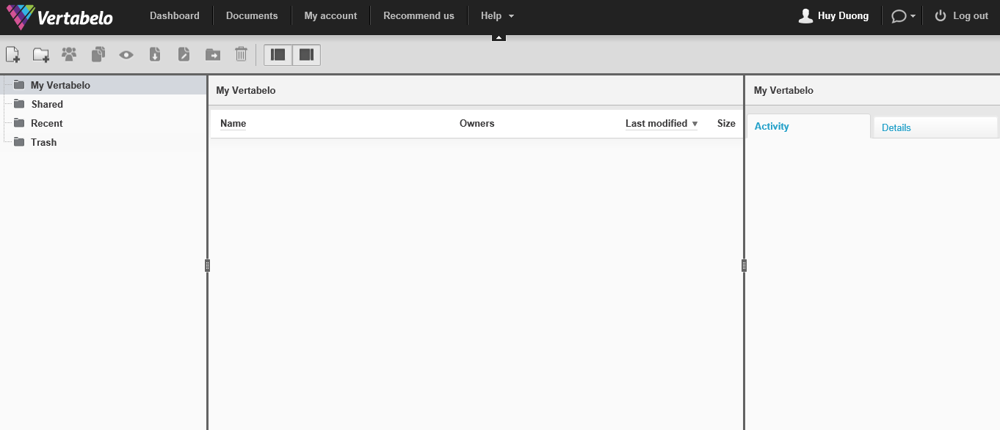 Vertabelo Dashboard Documents My account Recommend us Help Huy Duong Log out
My Vertabelo
Shared
Recent
Trash
My Vertabelo
Name Owners Last modified Size
My Vertabelo
Activity Details